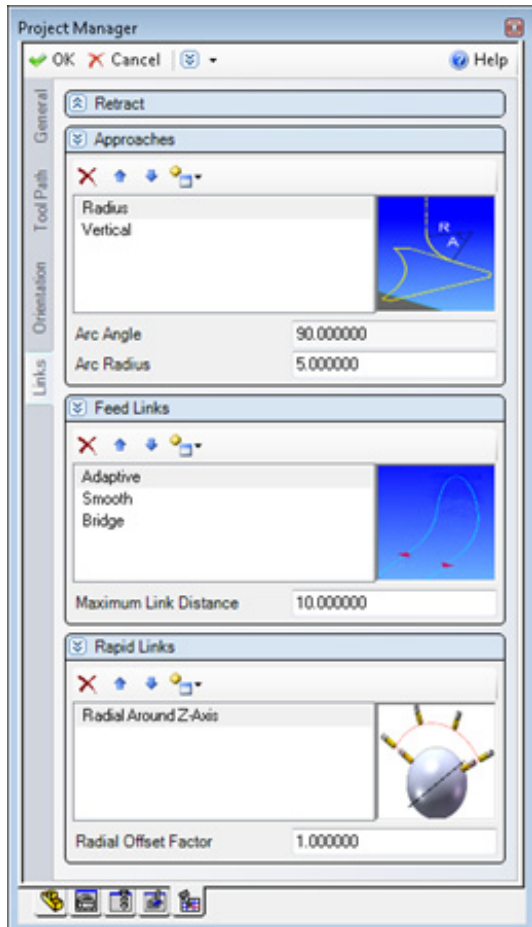 Project Manager
OK Cancel Help
General
Tool Path
Orientation
Links
Retract
Approaches
Radius
Vertical
R
A
Arc Angle 90.000000
Arc Radius 5.000000
Feed Links
Adaptive
Smooth
Bridge
Maximum Link Distance 10.000000
Rapid Links
Radial Around Z-Axis
Radial Offset Factor 1.000000